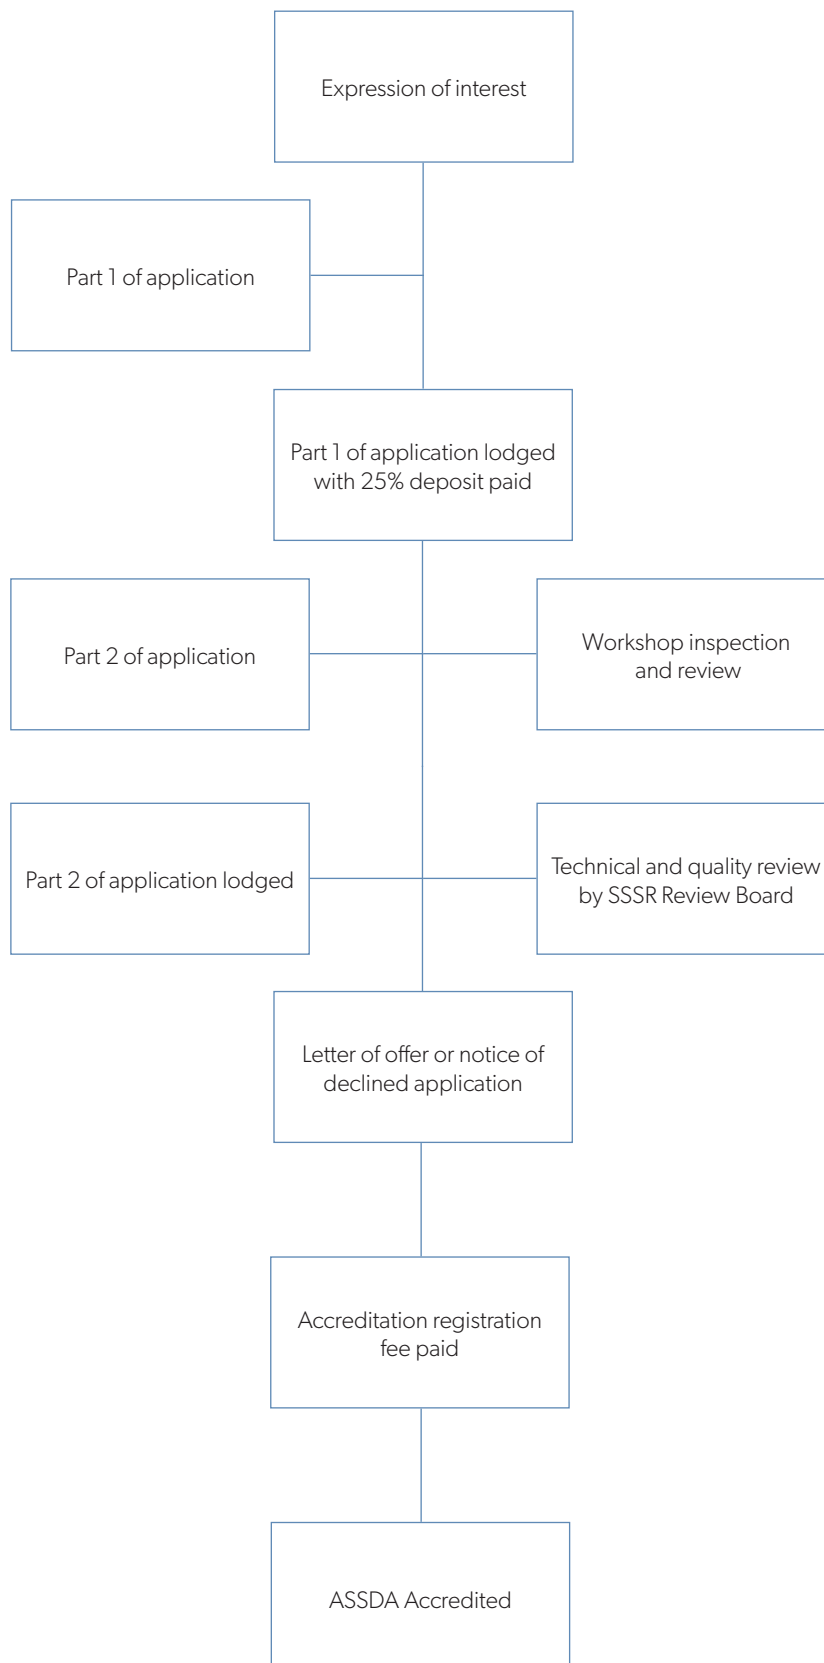 Expression of interest
Part 1 of application
Part 1 of application lodged
with 25% deposit paid
Part 2 of application
Workshop inspection
and review
Part 2 of application lodged
Technical and quality review
by SSSR Review Board
Letter of offer or notice of
declined application
Accreditation registration
fee paid
ASSDA Accredited